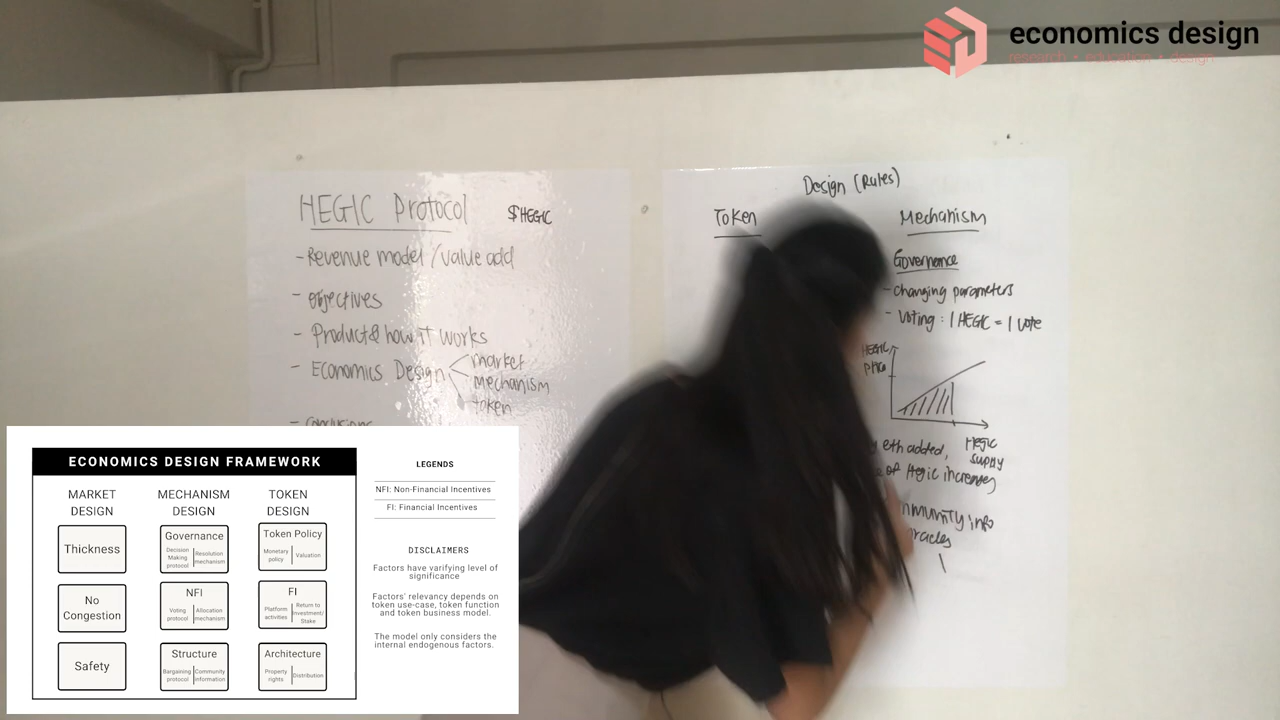 economics design
research • education • design
HEGIC Protocol $HEGIC
- Revenue model / value add
- objectives
- Product & how it works
- Economics Design
market
mechanism
token
- conclusions
Design (Rules)
Token
Mechanism
Governance
- changing parameters
- voting : 1 HEGIC = 1 vote
HEGIC
price
HEGIC
supply
eth added,
of Hegic increases
info
ECONOMICS DESIGN FRAMEWORK
MARKET DESIGN
MECHANISM DESIGN
TOKEN DESIGN
Thickness
Governance
Decision Making protocol
Resolution mechanism
Token Policy
Monetary policy
Valuation
No Congestion
NFI
Voting protocol
Allocation mechanism
FI
Platform activities
Return to Investment/ Stake
Safety
Structure
Bargaining protocol
Community information
Architecture
Property rights
Distribution
LEGENDS
NFI: Non-Financial Incentives
FI: Financial Incentives
DISCLAIMERS
Factors have varifying level of
significance
Factors' relevancy depends on
token use-case, token function
and token business model.
The model only considers the
internal endogenous factors.